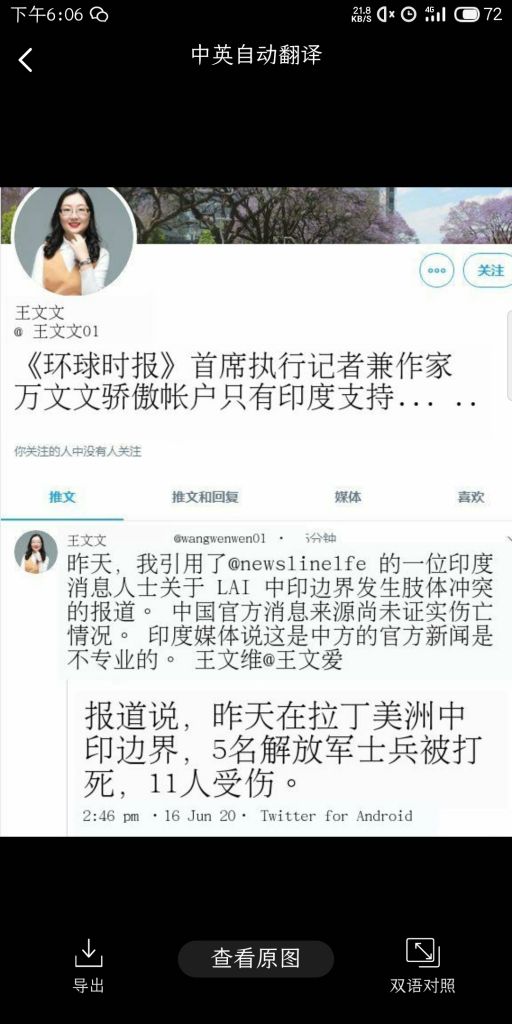 下午6:06
21.8
KB/S
4G
72
中英自动翻译
关注
王文文
@ 王文文01
《环球时报》首席执行记者兼作家
万文文骄傲帐户只有印度支持... ..
你关注的人中没有人关注
推文 推文和回复 媒体 喜欢
王文文 @wangwenwen01 · 5分钟
昨天，我引用了@newsline1fe 的一位印度
消息人士关于 LAI 中印边界发生肢体冲突
的报道。 中国官方消息来源尚未证实伤亡
情况。 印度媒体说这是中方的官方新闻是
不专业的。 王文维@王文爱
报道说，昨天在拉丁美洲中
印边界，5名解放军士兵被打
死，11人受伤。
2:46 pm ·16 Jun 20· Twitter for Android
导出
查看原图
双语对照